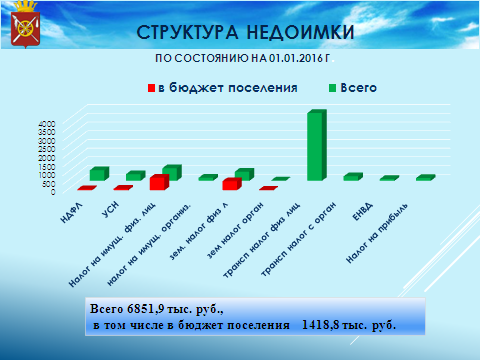 СТРУКТУРА НЕДОИМКИ
ПО СОСТОЯНИЮ НА 01.01.2016 Г
в бюджет поселения Всего
4000
3500
3000
2500
2000
1500
1000
500
0
НДФЛ
УСН
Налог на имущ. физ. лиц
налог на имущ. организ.
зем. налог физ л
зем налог орган
трансп налог физ лиц
трансп налог с орган
ЕНВД
Налог на прибыль
Всего 6851,9 тыс. руб.,
в том числе в бюджет поселения 1418,8 тыс. руб.